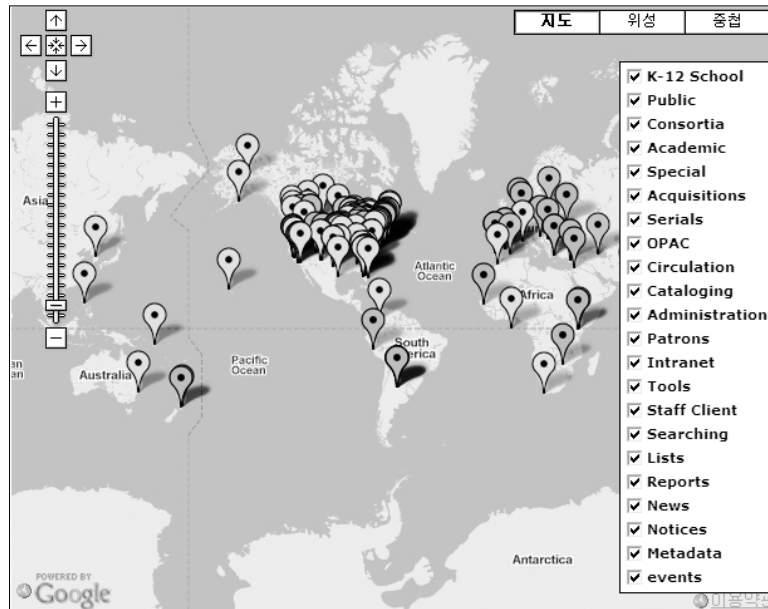 지도 위성 중첩
K-12 School
Public
Consortia
Academic
Special
Acquisitions
Serials
OPAC
Circulation
Cataloging
Administration
Patrons
Intranet
Tools
Staff Client
Searching
Lists
Reports
News
Notices
Metadata
events
Asia
Atlantic
Ocean
Africa
South
Pacific
Ocean
Australia
Antarctica
POWERED BY
Google